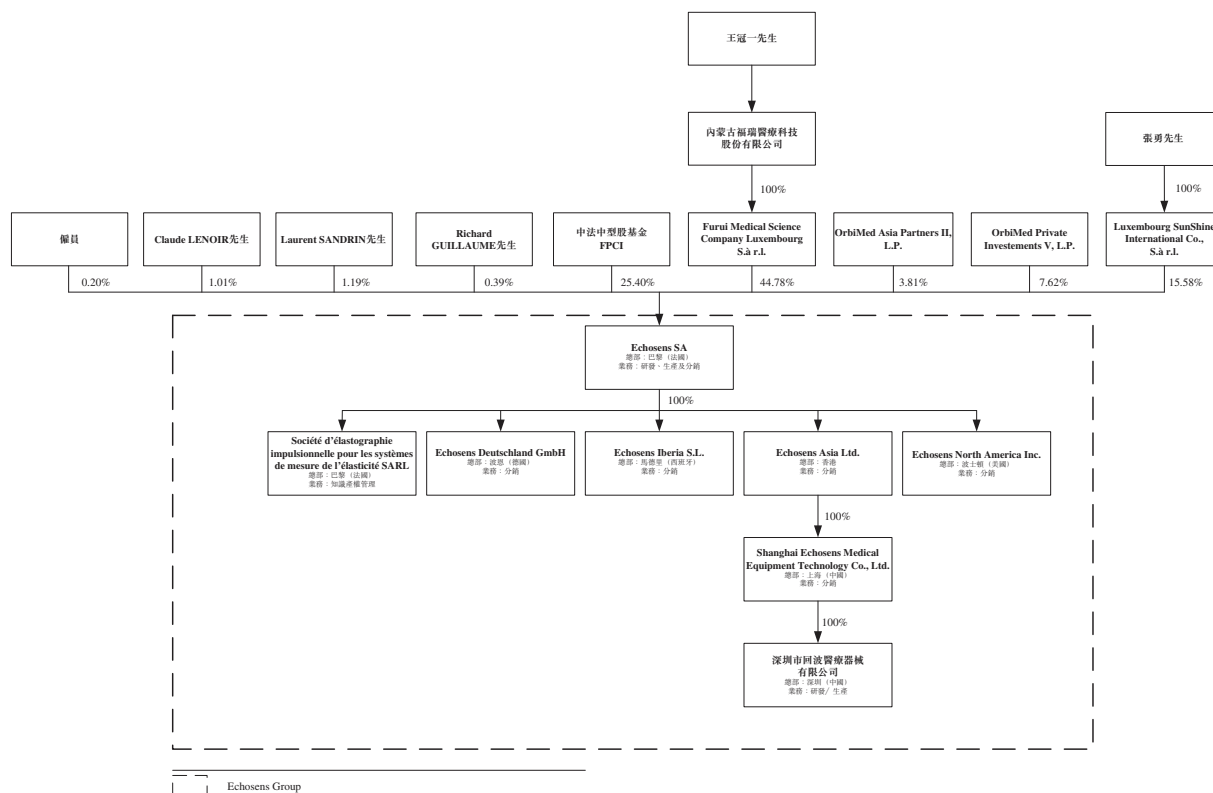 王冠一先生
內蒙古福瑞醫療科技
股份有限公司
張勇先生
100%
100%
僱員
Claude LENOIR先生
Laurent SANDRIN先生
Richard
GUILLAUME先生
中法中型股基金
FPCI
Furui Medical Science
Company Luxembourg
S.à r.l.
OrbiMed Asia Partners II,
L.P.
OrbiMed Private
Investements V, L.P.
Luxembourg SunShine
International Co.,
S.à r.l.
0.20%
1.01%
1.19%
0.39%
25.40%
44.78%
3.81%
7.62%
15.58%
Echosens SA
總部：巴黎（法國）
業務：研發、生產及分銷
100%
Société d’élastographie
impulsionnelle pour les systèmes
de mesure de l’élasticité SARL
總部：巴黎（法國）
業務：知識產權管理
Echosens Deutschland GmbH
總部：波恩（德國）
業務：分銷
Echosens Iberia S.L.
總部：馬德里（西班牙）
業務：分銷
Echosens Asia Ltd.
總部：香港
業務：分銷
Echosens North America Inc.
總部：波士頓（美國）
業務：分銷
100%
Shanghai Echosens Medical
Equipment Technology Co., Ltd.
總部：上海（中國）
業務：分銷
100%
深圳市回波醫療器械
有限公司
總部：深圳（中國）
業務：研發╱生產
Echosens Group